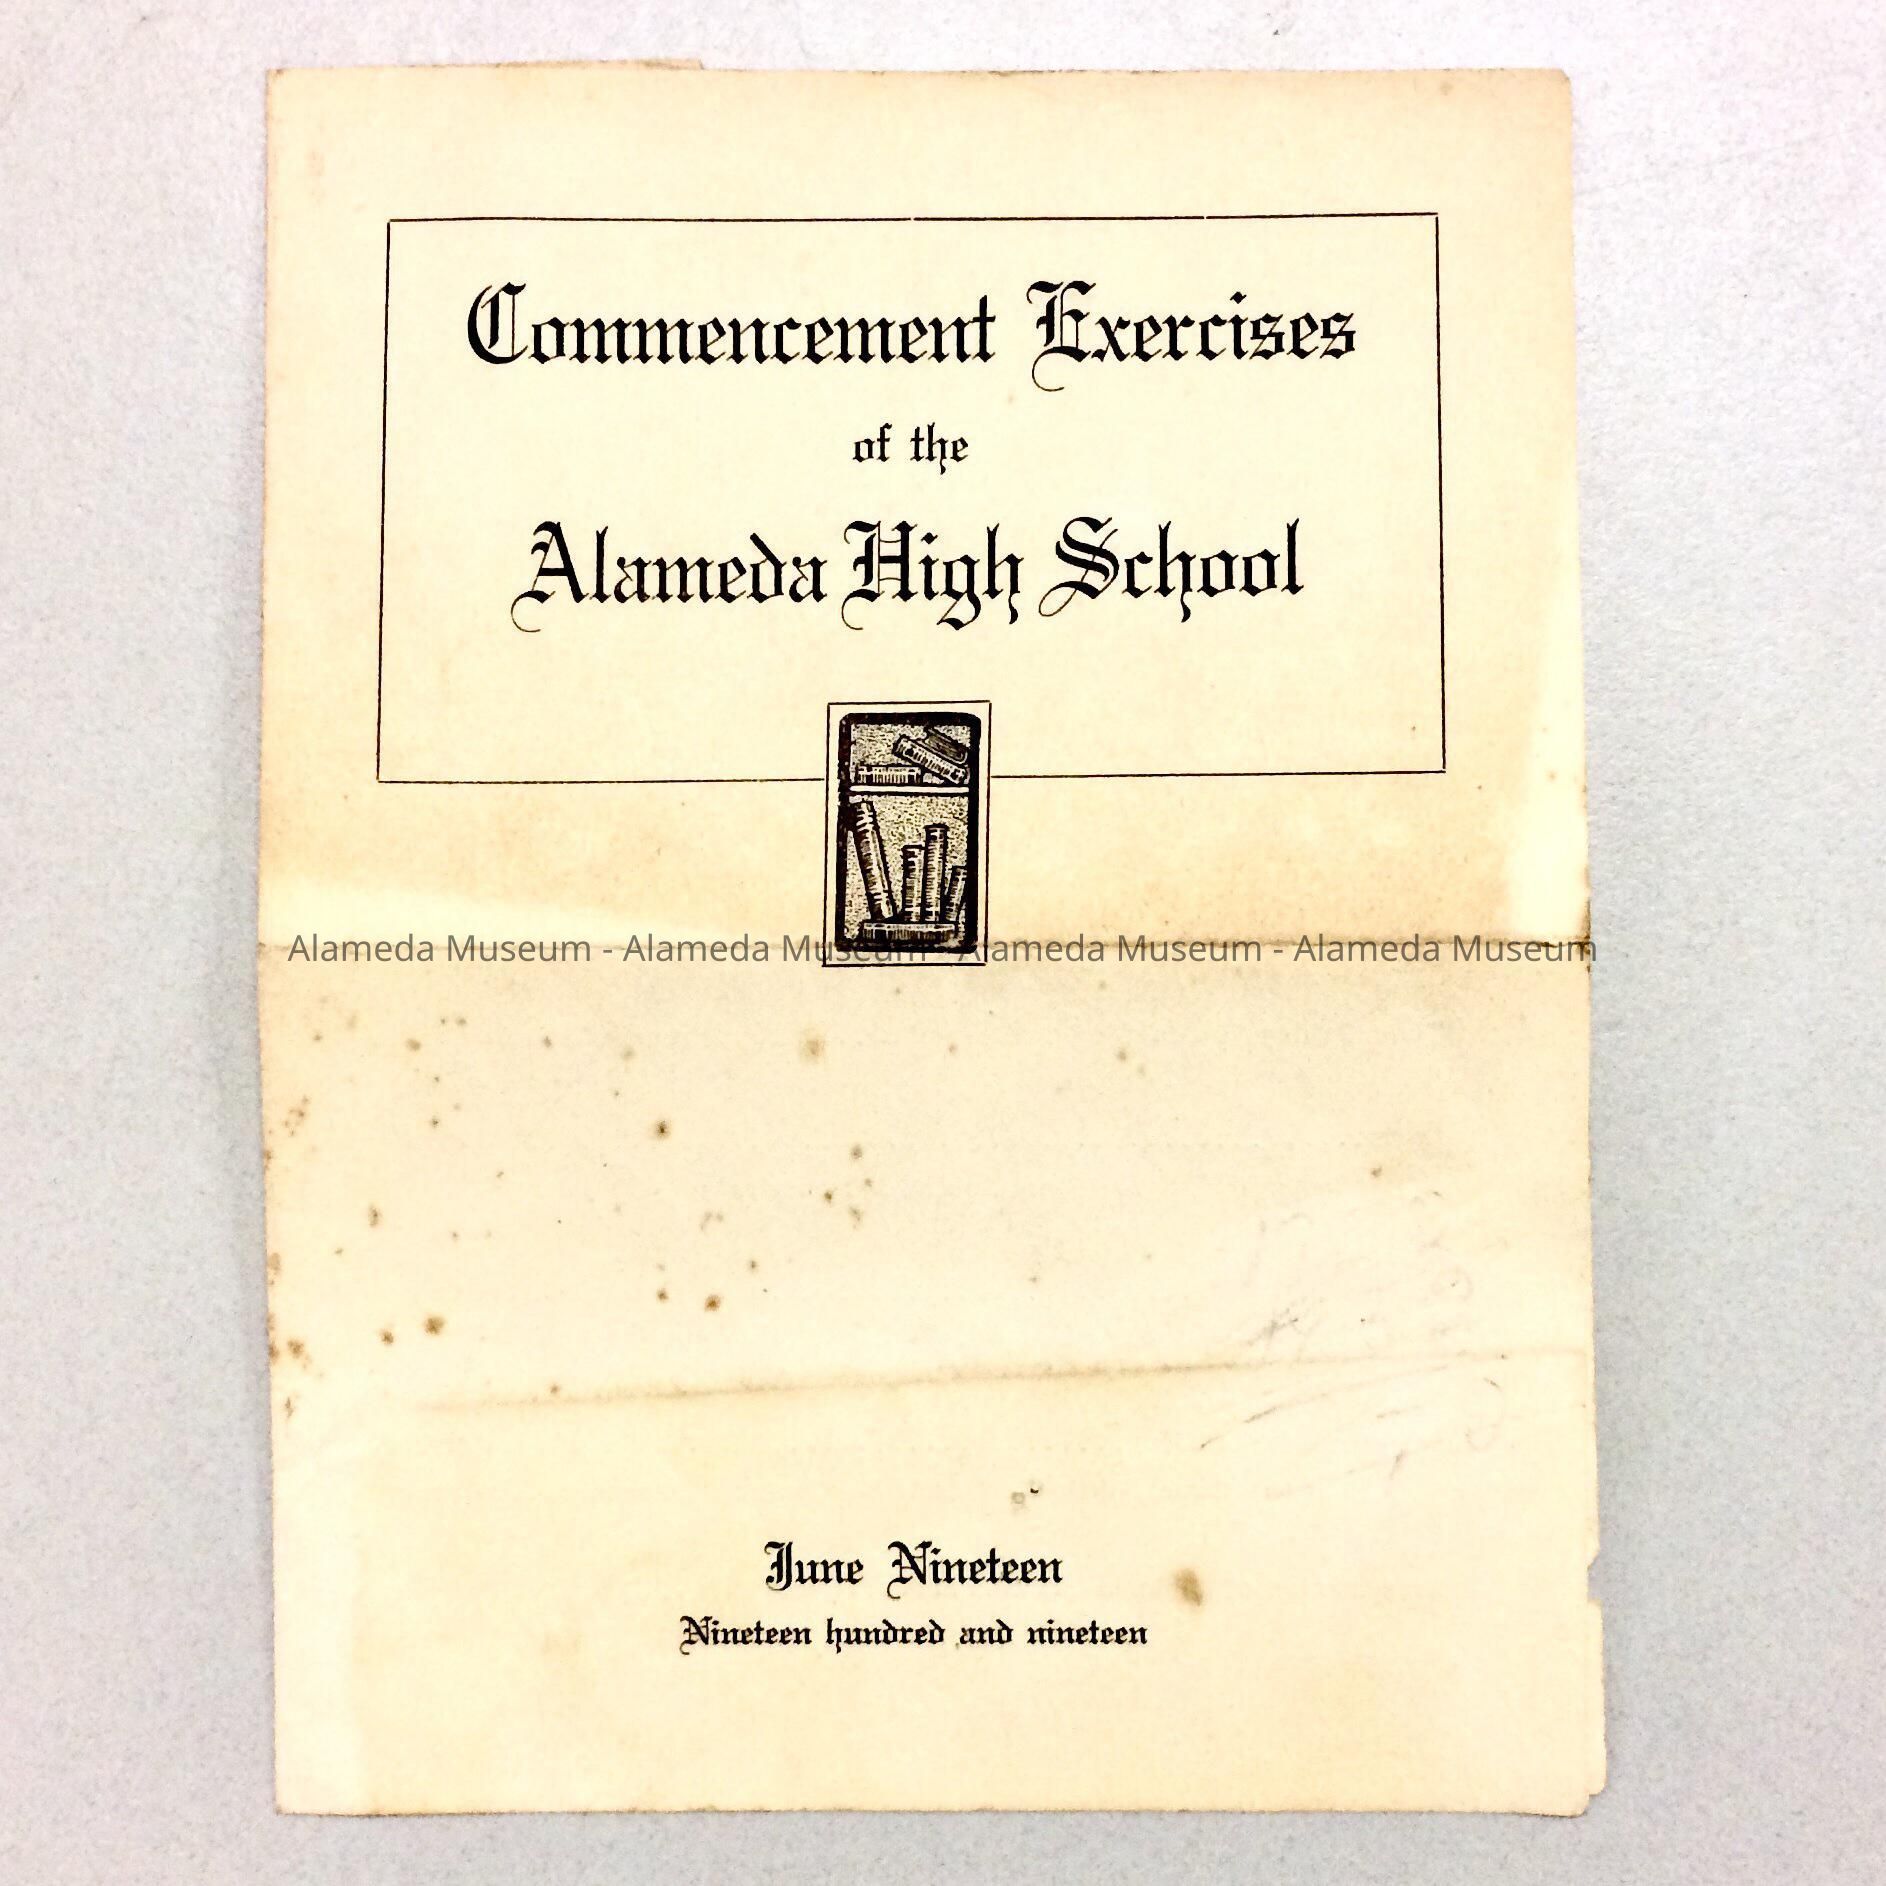 Commencement Exercises
of the
Alameda High School
Alameda Museum - Alameda Museum - Alameda Museum - Alameda Museum
June Nineteen
Nineteen hundred and nineteen